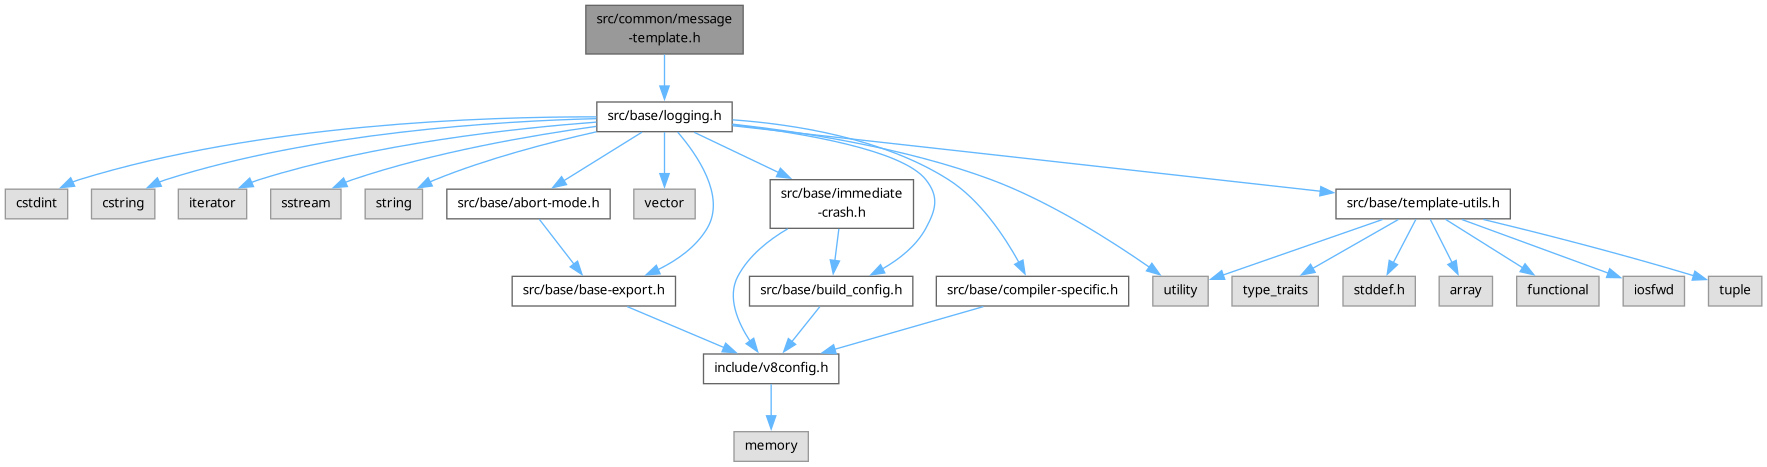 src/common/message
-template.h
src/base/logging.h
cstdint
cstring
iterator
sstream
string
src/base/abort-mode.h
vector
src/base/immediate
-crash.h
src/base/template-utils.h
src/base/base-export.h
src/base/build_config.h
src/base/compiler-specific.h
utility
type_traits
stddef.h
array
functional
iosfwd
tuple
include/v8config.h
memory